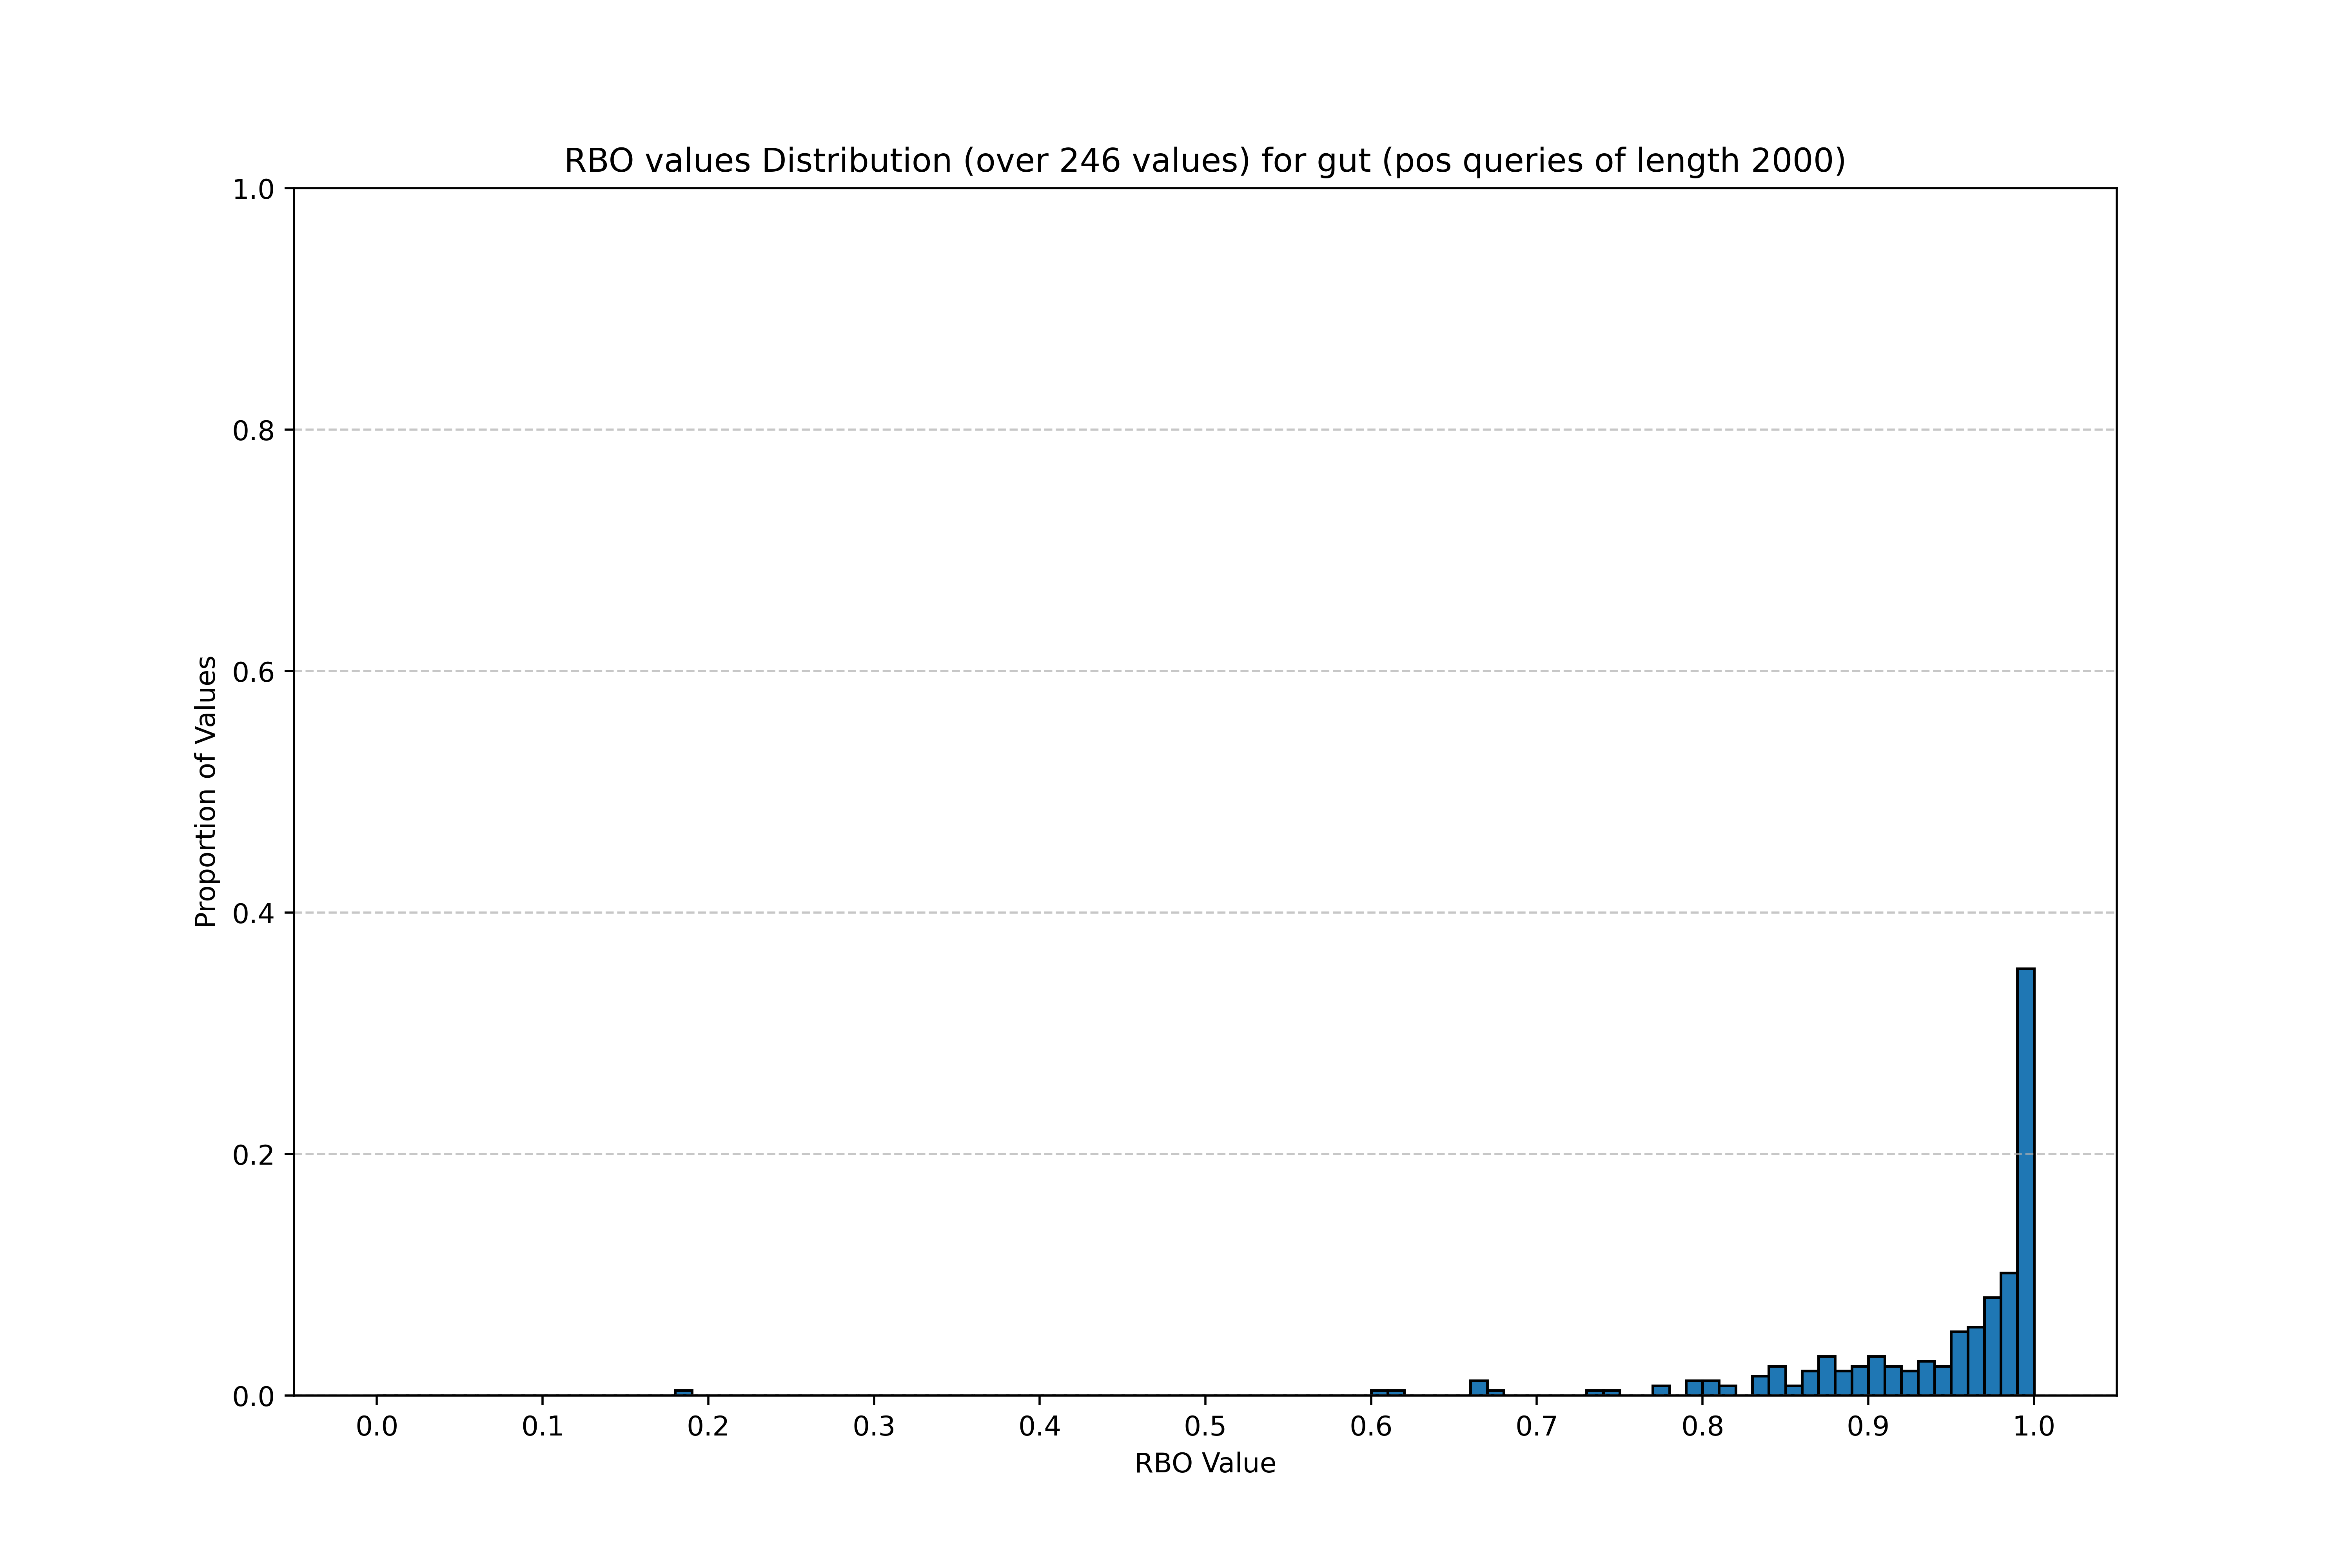 RBO values Distribution (over 246 values) for gut (pos queries of length 2000)
1.0
0.8
0.6
0.4
0.2
0.0
Proportion of Values
0.0 0.1 0.2 0.3 0.4 0.5 0.6 0.7 0.8 0.9 1.0
RBO Value